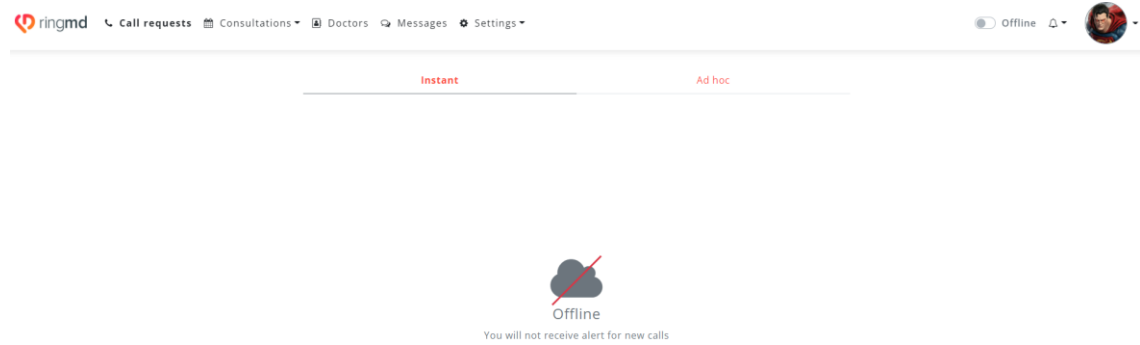 ringmd Call requests Consultations Doctors Messages Settings Offline
Instant Ad hoc
Offline
You will not receive alert for new calls